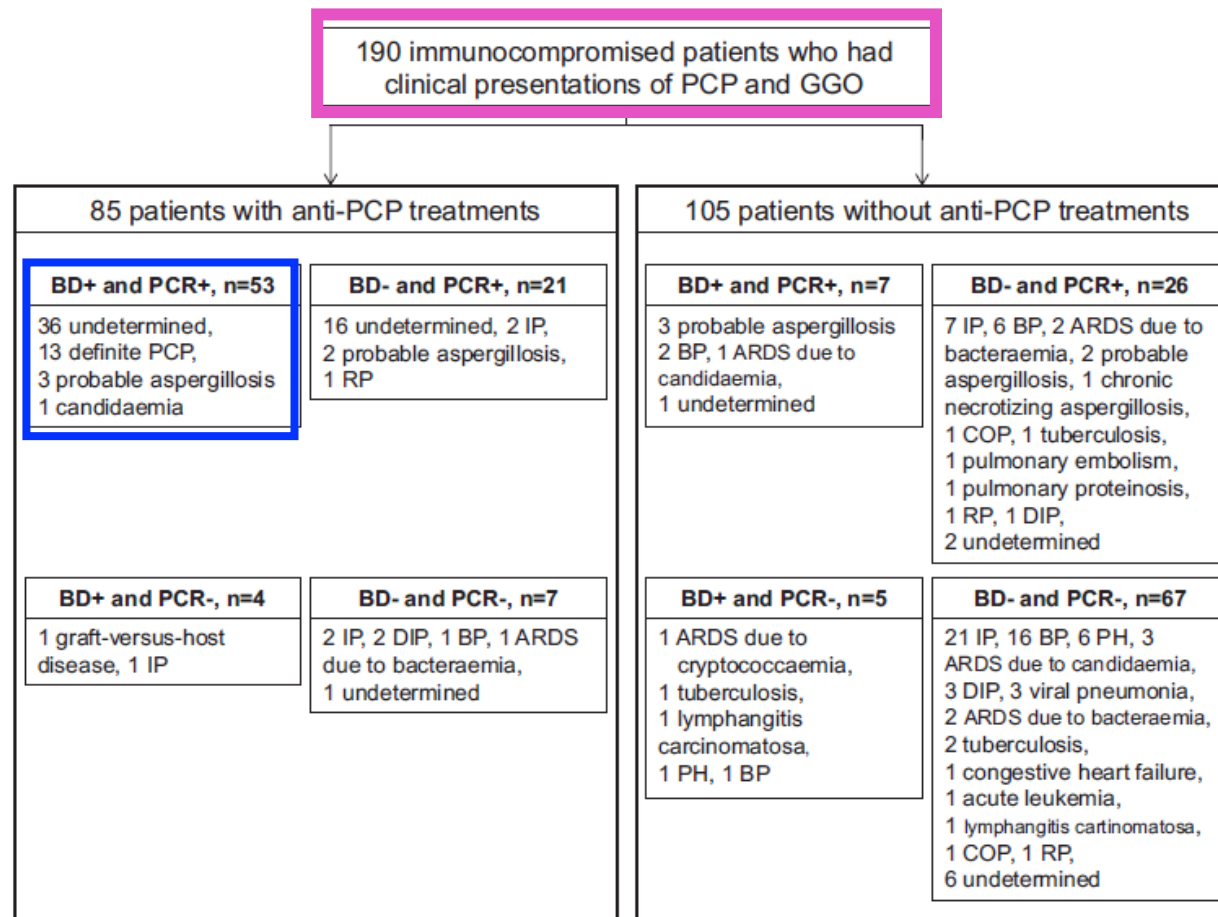 190 immunocompromised patients who had
clinical presentations of PCP and GGO
85 patients with anti-PCP treatments
BD+ and PCR+, n=53
36 undetermined,
13 definite PCP,
3 probable aspergillosis
1 candidaemia
BD- and PCR+, n=21
16 undetermined, 2 IP,
2 probable aspergillosis,
1 RP
BD+ and PCR-, n=4
1 graft-versus-host
disease, 1 IP
BD- and PCR-, n=7
2 IP, 2 DIP, 1 BP, 1 ARDS
due to bacteraemia,
1 undetermined
105 patients without anti-PCP treatments
BD+ and PCR+, n=7
3 probable aspergillosis
2 BP, 1 ARDS due to
candidaemia,
1 undetermined
BD- and PCR+, n=26
7 IP, 6 BP, 2 ARDS due to
bacteraemia, 2 probable
aspergillosis, 1 chronic
necrotizing aspergillosis,
1 COP, 1 tuberculosis,
1 pulmonary embolism,
1 pulmonary proteinosis,
1 RP, 1 DIP,
2 undetermined
BD+ and PCR-, n=5
1 ARDS due to
cryptococcaemia,
1 tuberculosis,
1 lymphangitis
carcinomatosa,
1 PH, 1 BP
BD- and PCR-, n=67
21 IP, 16 BP, 6 PH, 3
ARDS due to candidaemia,
3 DIP, 3 viral pneumonia,
2 ARDS due to bacteraemia,
2 tuberculosis,
1 congestive heart failure,
1 acute leukemia,
1 lymphangitis cartinomatosa,
1 COP, 1 RP,
6 undetermined